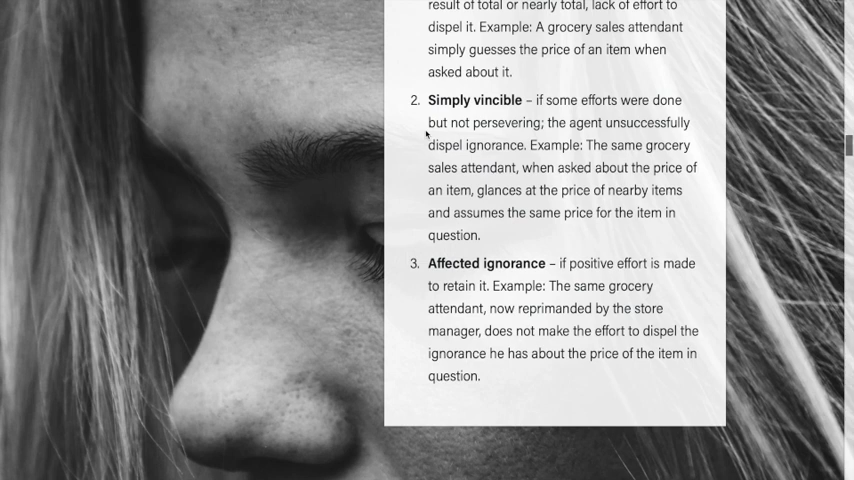 result of total or nearly total, lack of effort to
dispel it. Example: A grocery sales attendant
simply guesses the price of an item when
asked about it.
2. Simply vincible – if some efforts were done
but not persevering; the agent unsuccessfully
dispel ignorance. Example: The same grocery
sales attendant, when asked about the price of
an item, glances at the price of nearby items
and assumes the same price for the item in
question.
3. Affected ignorance – if positive effort is made
to retain it. Example: The same grocery
attendant, now reprimanded by the store
manager, does not make the effort to dispel the
ignorance he has about the price of the item in
question.